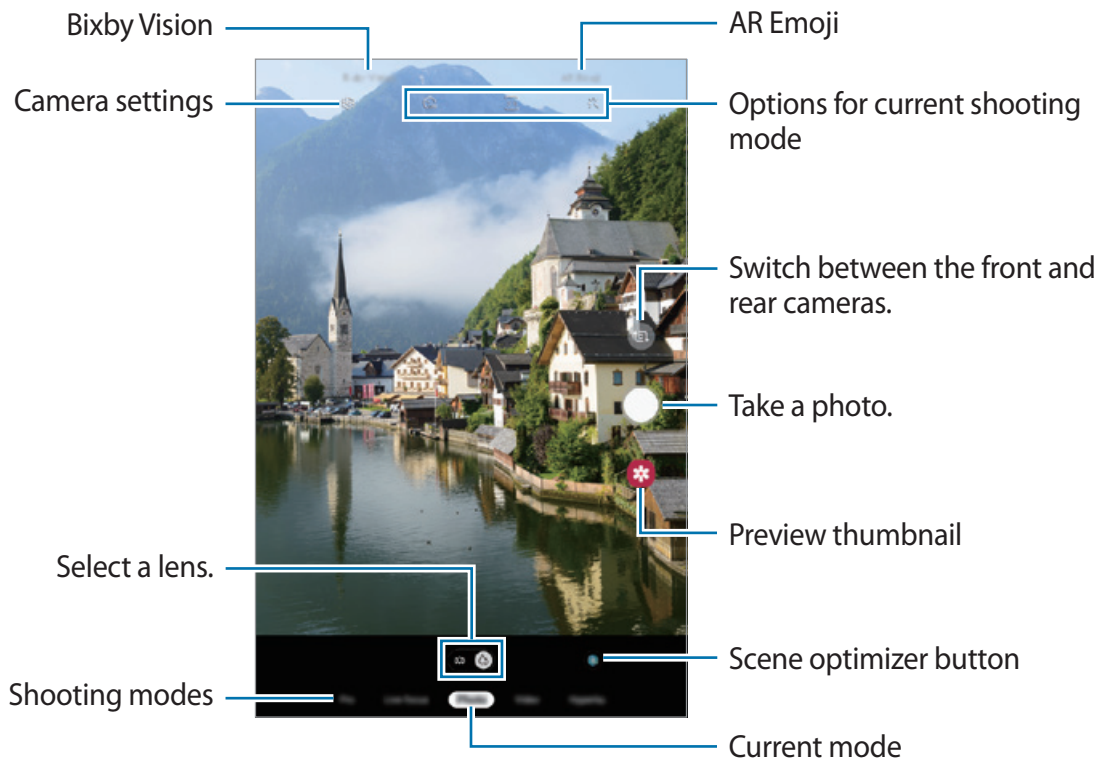 Bixby Vision
AR Emoji
Camera settings
Options for current shooting
mode
Switch between the front and
rear cameras.
Take a photo.
Preview thumbnail
Select a lens.
Scene optimizer button
Shooting modes
Photo
Current mode